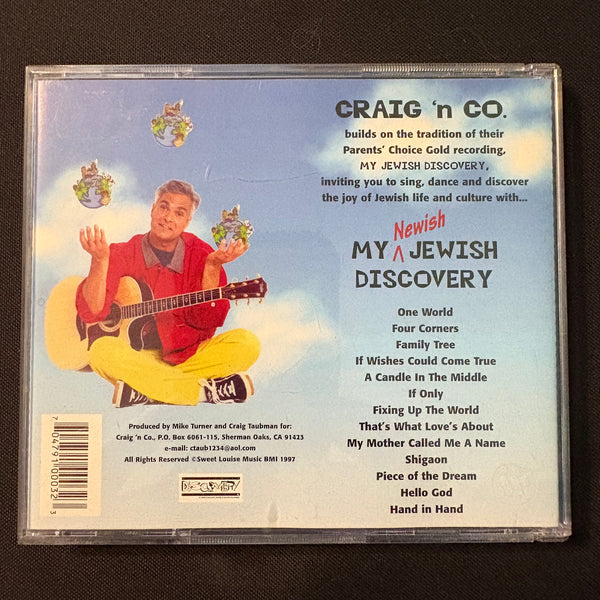 CRAIG 'n CO.
builds on the tradition of their
Parents' Choice Gold recording,
MY JEWISH DISCOVERY,
inviting you to sing, dance and discover
the joy of Jewish life and culture with...
Newish
MY JEWISH
DISCOVERY
One World
Four Corners
Family Tree
If Wishes Could Come True
A Candle In The Middle
If Only
Fixing Up The World
That's What Love's About
My Mother Called Me A Name
Shigaon
Piece of the Dream
Hello God
Hand in Hand
Produced by Mike Turner and Craig Taubman for:
Craig 'n Co., P.O. Box 6061-115, Sherman Oaks, CA 91423
e-mail: ctaub1234@aol.com
All Rights Reserved ©Sweet Louise Music BMI 1997
7 04791 00032 3